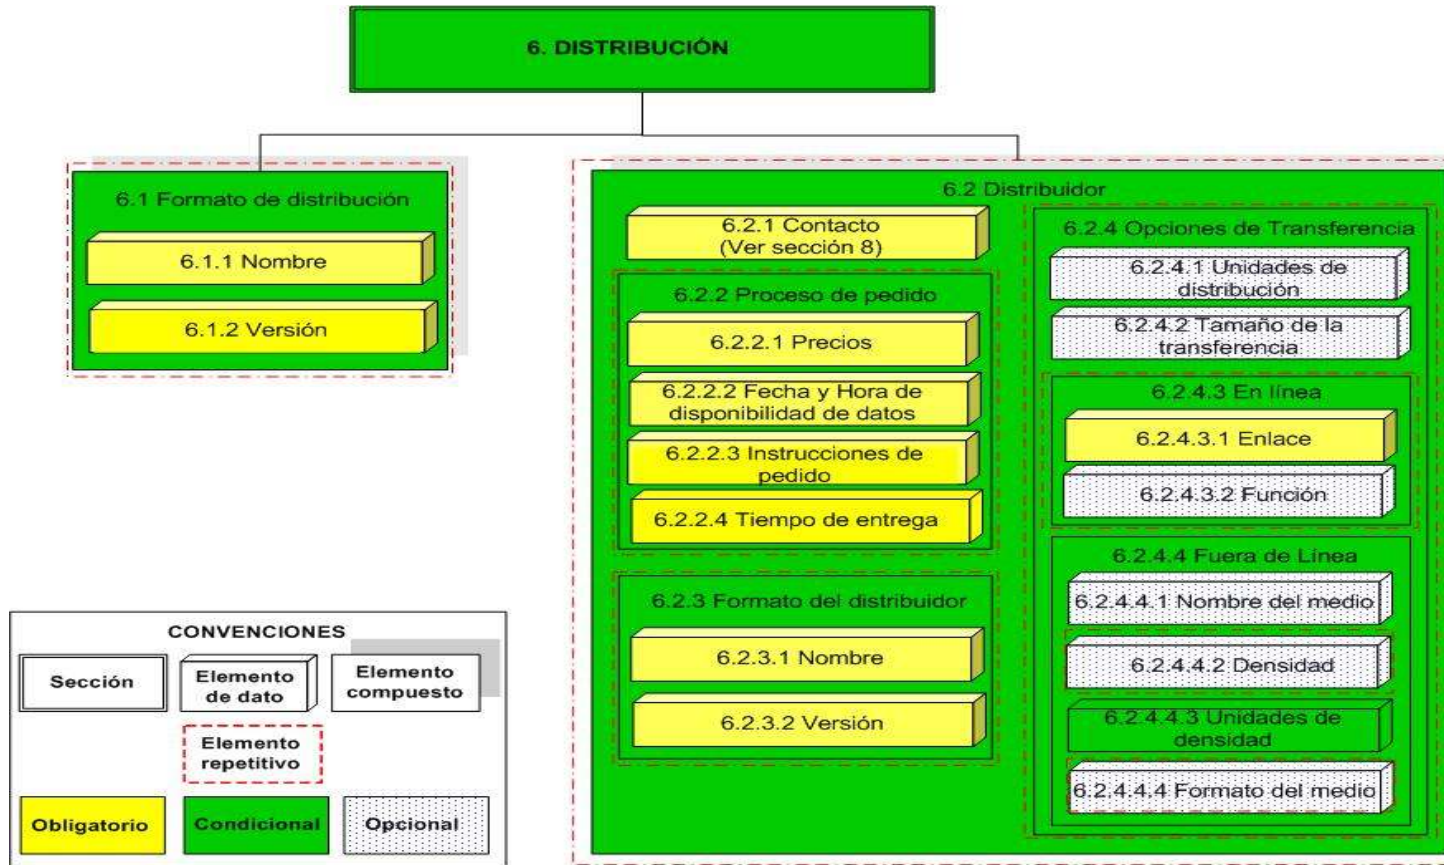 6. DISTRIBUCIÓN
6.1 Formato de distribución
6.1.1 Nombre
6.1.2 Versión
6.2 Distribuidor
6.2.1 Contacto
(Ver sección 8)
6.2.2 Proceso de pedido
6.2.2.1 Precios
6.2.2.2 Fecha y Hora de
disponibilidad de datos
6.2.2.3 Instrucciones de
pedido
6.2.2.4 Tiempo de entrega
6.2.3 Formato del distribuidor
6.2.3.1 Nombre
6.2.3.2 Versión
6.2.4 Opciones de Transferencia
6.2.4.1 Unidades de
distribución
6.2.4.2 Tamaño de la
transferencia
6.2.4.3 En línea
6.2.4.3.1 Enlace
6.2.4.3.2 Función
6.2.4.4 Fuera de Línea
6.2.4.4.1 Nombre del medio
6.2.4.4.2 Densidad
6.2.4.4.3 Unidades de
densidad
6.2.4.4.4 Formato del medio
CONVENCIONES
Sección
Elemento
de dato
Elemento
compuesto
Elemento
repetitivo
Obligatorio
Condicional
Opcional